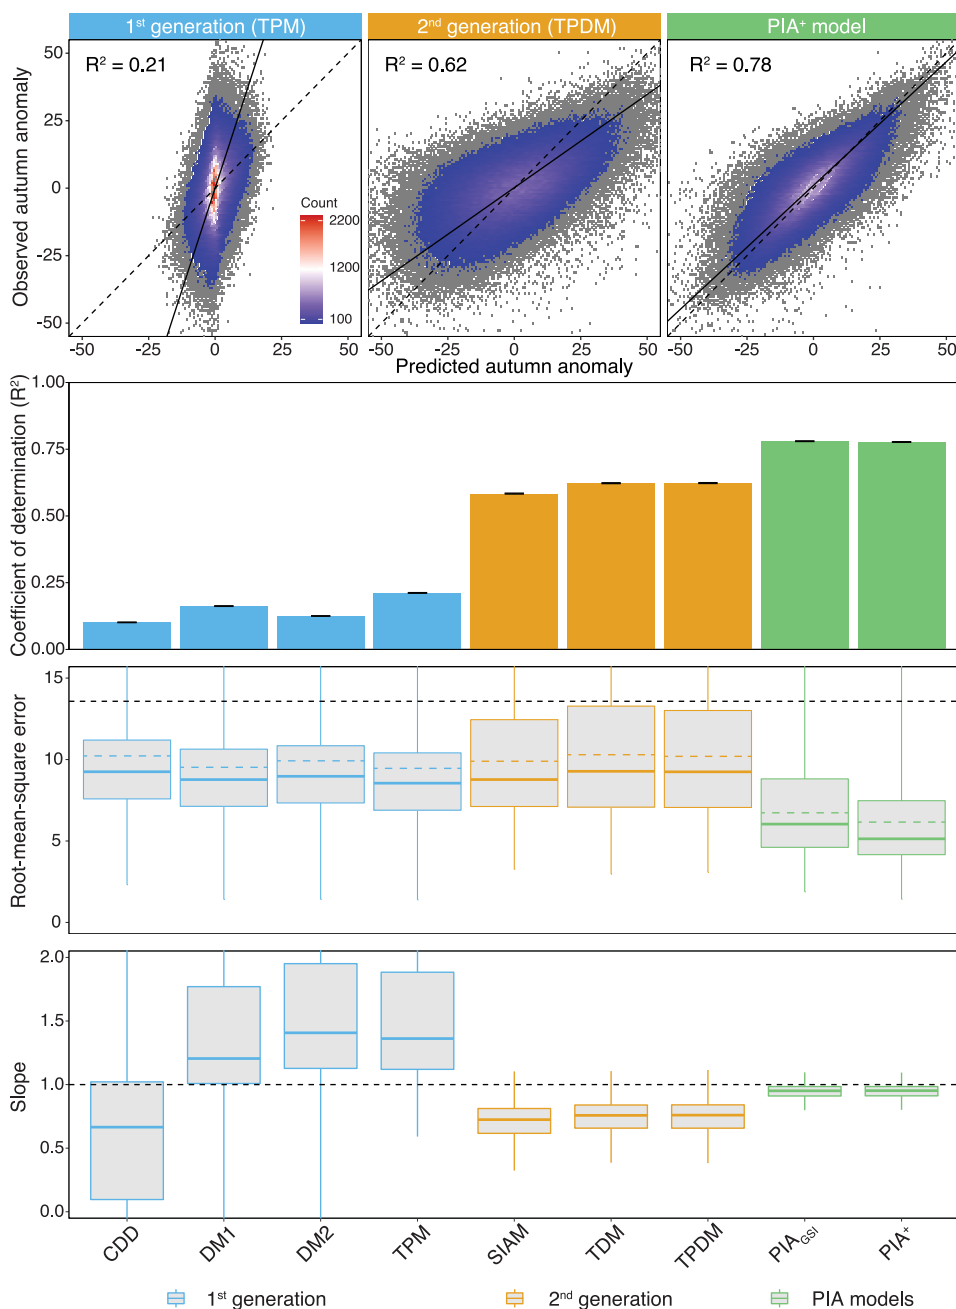 1st generation (TPM)
2nd generation (TPDM)
PIA+ model
R2 = 0.21
R2 = 0.62
R2 = 0.78
Observed autumn anomaly
50
25
0
-25
-50
Count
2200
1200
100
-50 -25 0 25 50
-50 -25 0 25 50
-50 -25 0 25 50
Predicted autumn anomaly
Coefficient of determination (R2)
1.00
0.75
0.50
0.25
0.00
Root-mean-square error
15
10
5
0
Slope
2.0
1.5
1.0
0.5
0.0
CDD
DM1
DM2
TPM
SIAM
TDM
TPDM
PIAGSI
PIA+
1st generation
2nd generation
PIA models